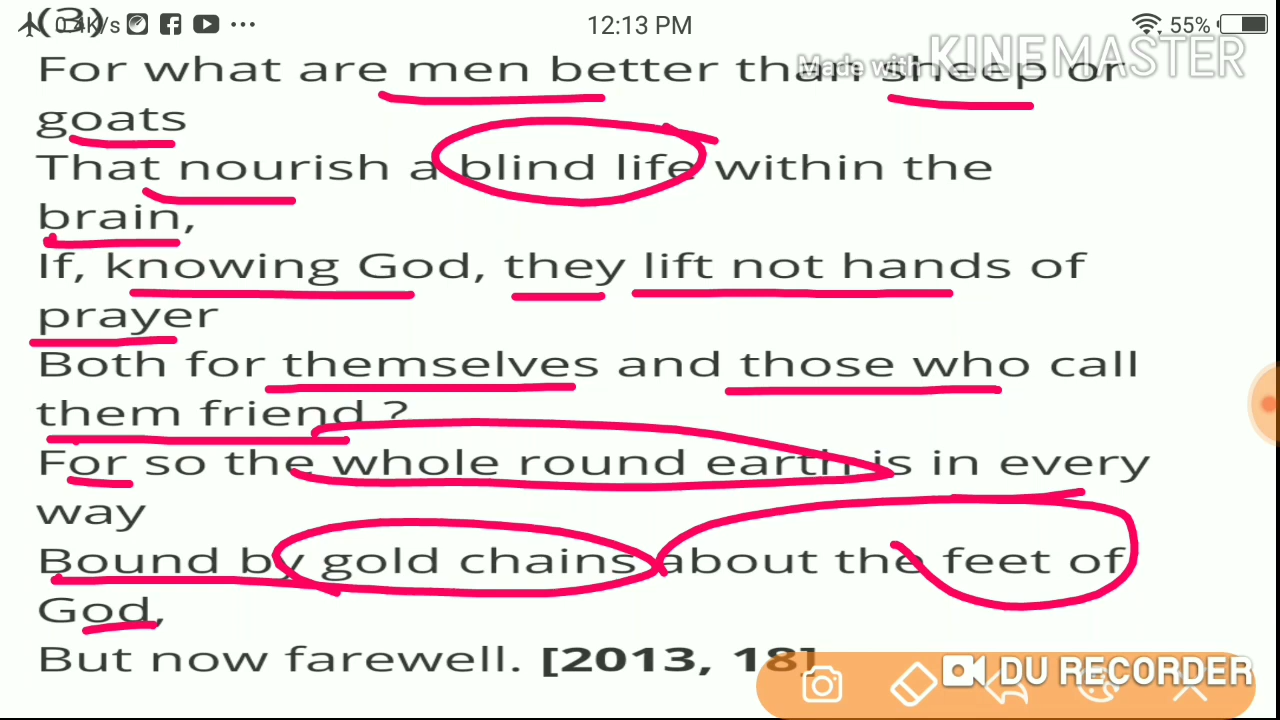 (3)
0.4K/s ... 12:13 PM 55%
Made with KINEMASTER
For what are men better than sheep or
goats
That nourish a blind life within the
brain,
If, knowing God, they lift not hands of
prayer
Both for themselves and those who call
them friend ?
For so the whole round earth is in every
way
Bound by gold chains about the feet of
God,
But now farewell. [2013, 18]
DU RECORDER